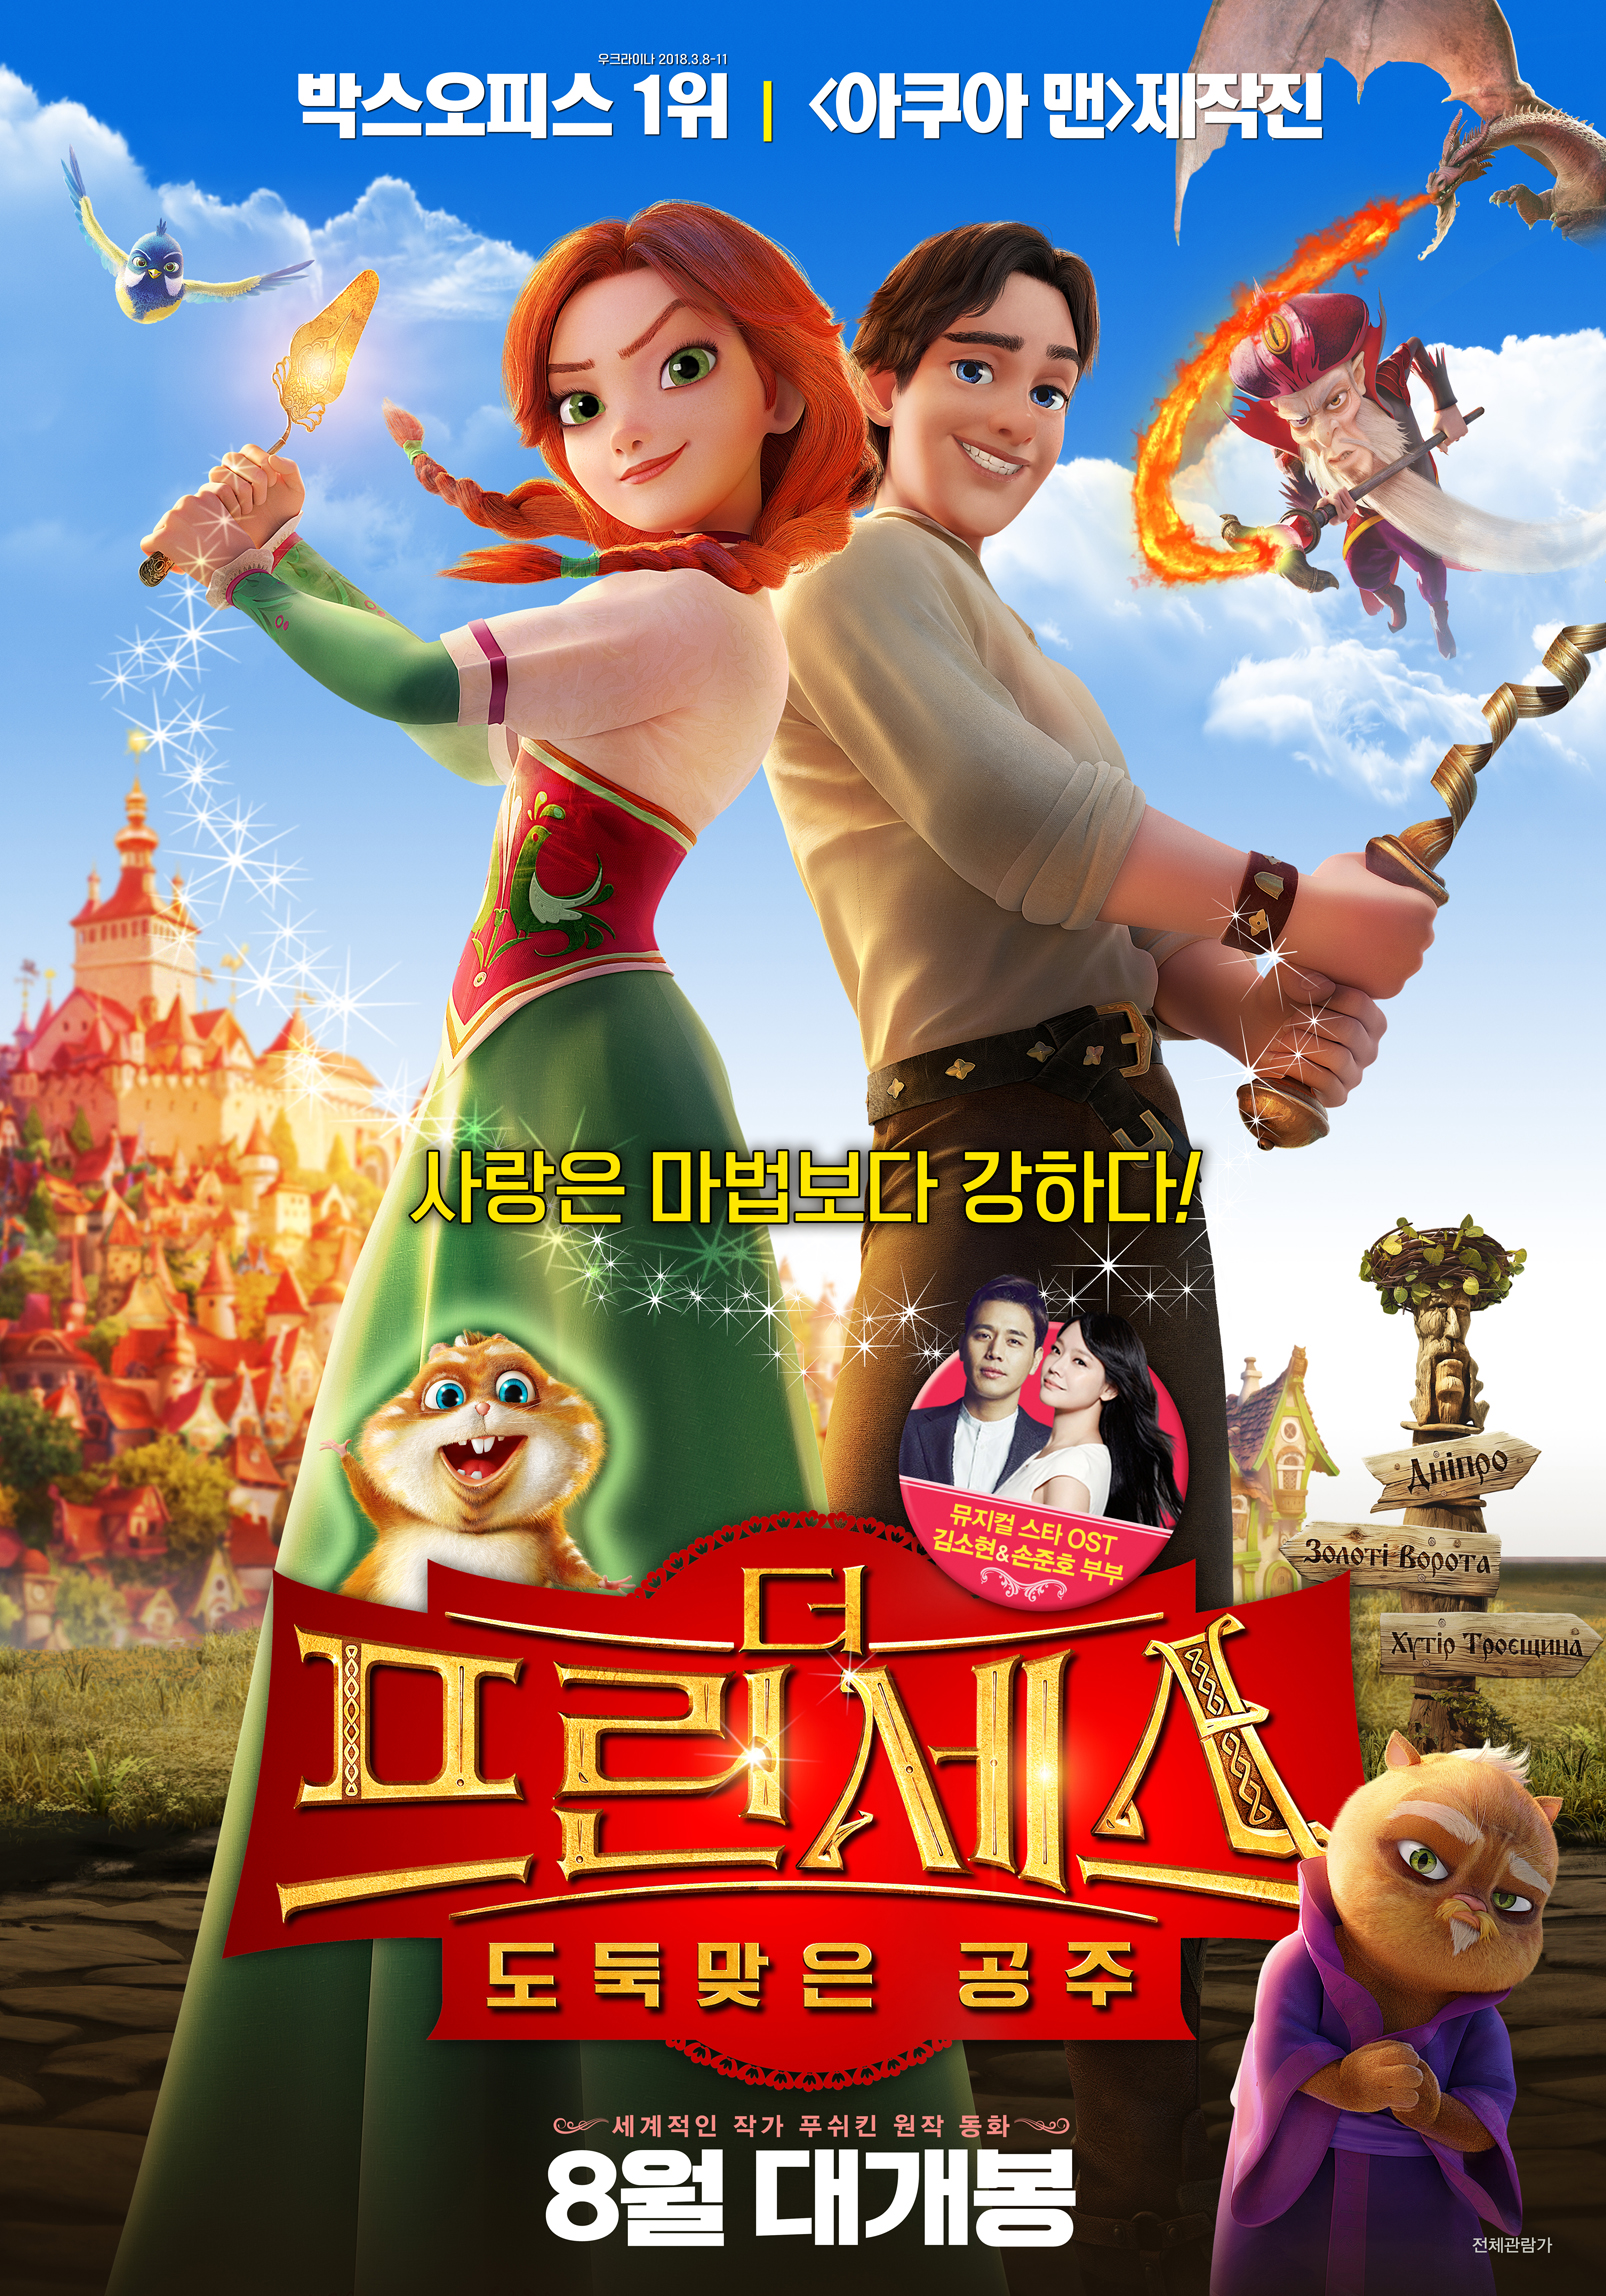 우크라이나 2018.3.8-11
박스오피스 1위 | <아쿠아 맨>제작진
사랑은 마법보다 강하다!
뮤지컬 스타 OST
김소현&손준호 부부
Дніпро
Золоті Ворота
Хутір Троєщина
더
프린세스
도둑맞은 공주
세계적인 작가 푸쉬킨 원작 동화
8월 대개봉
전체관람가